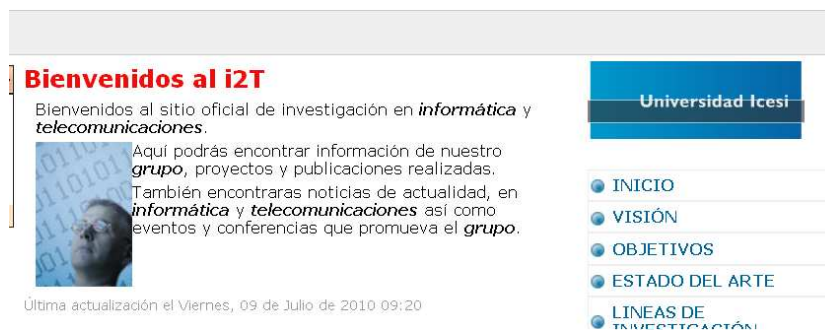 Bienvenidos al i2T
Bienvenidos al sitio oficial de investigación en informática y
telecomunicaciones.
Aquí podrás encontrar información de nuestro
grupo, proyectos y publicaciones realizadas.
También encontraras noticias de actualidad, en
informática y telecomunicaciones así como
eventos y conferencias que promueva el grupo.
Última actualización el Viernes, 09 de Julio de 2010 09:20
Universidad Icesi
INICIO
VISIÓN
OBJETIVOS
ESTADO DEL ARTE
LINEAS DE
INVESTIGACIÓN